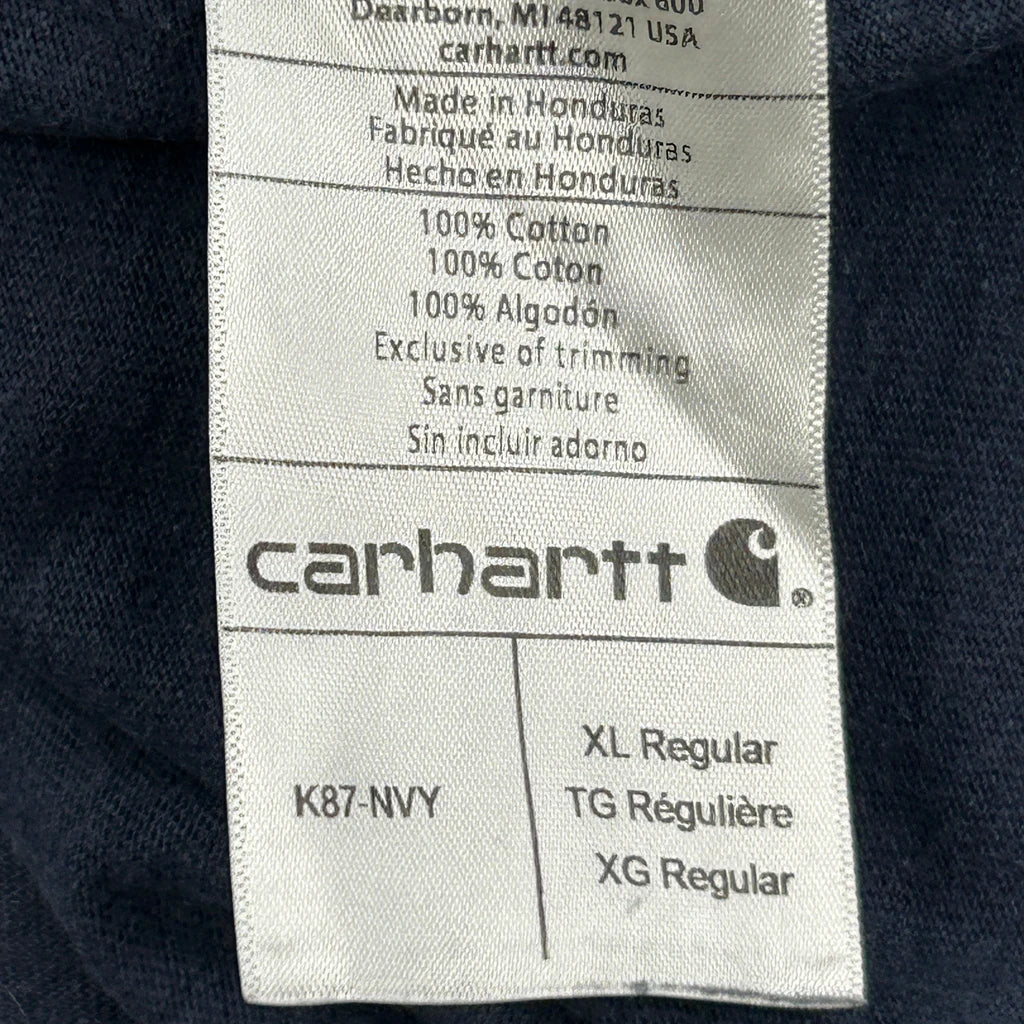 Dearborn, MI 48121 USA
carhartt.com
Made in Honduras
Fabriqué au Honduras
Hecho en Honduras
100% Cotton
100% Coton
100% Algodón
Exclusive of trimming
Sans garniture
Sin incluir adorno
carhartt ®
K87-NVY
XL Regular
TG Régulière
XG Regular